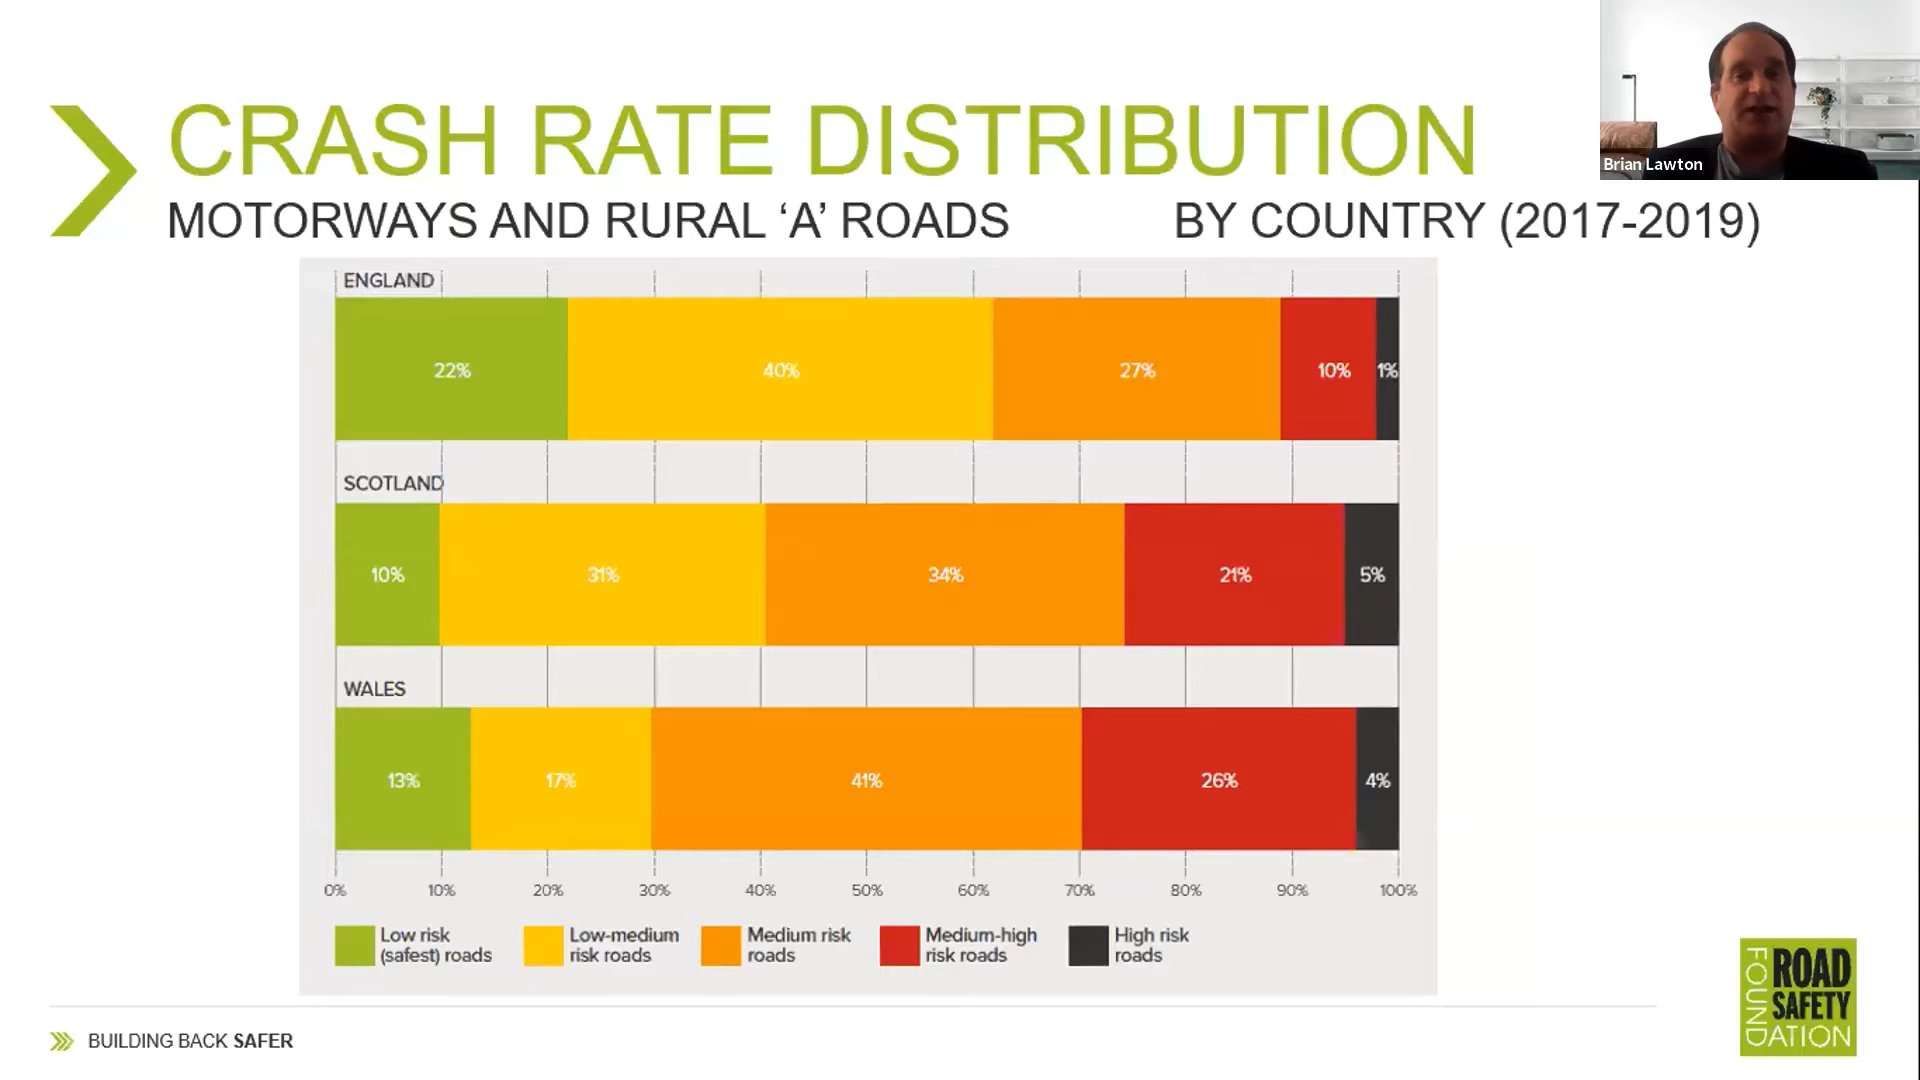 Brian Lawton
CRASH RATE DISTRIBUTION
MOTORWAYS AND RURAL ‘A’ ROADS BY COUNTRY (2017-2019)
ENGLAND
22% 40% 27% 10% 1%
SCOTLAND
10% 31% 34% 21% 5%
WALES
13% 17% 41% 26% 4%
0% 10% 20% 30% 40% 50% 60% 70% 80% 90% 100%
Low risk
(safest) roads
Low-medium
risk roads
Medium risk
roads
Medium-high
risk roads
High risk
roads
BUILDING BACK SAFER
ROAD
SAFETY
FOUNDATION